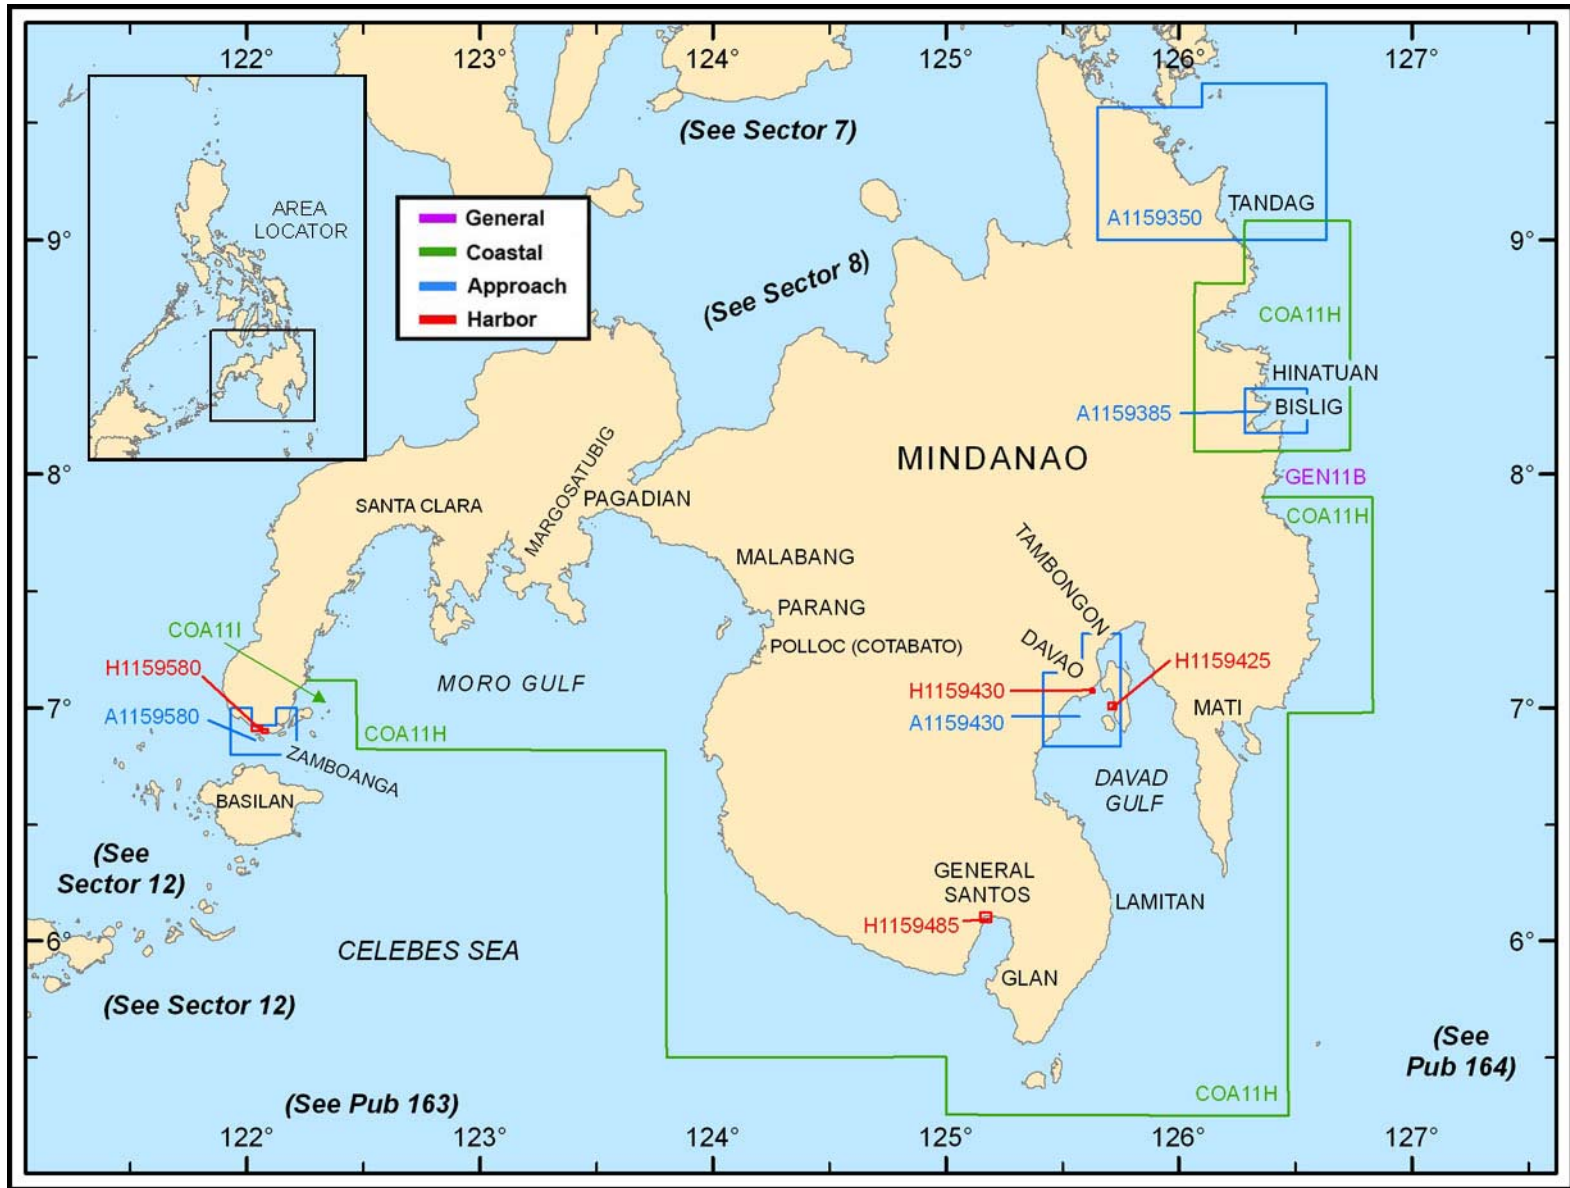 122°
123°
124°
125°
126°
127°
(See Sector 7)
AREA
LOCATOR
General
Coastal
Approach
Harbor
TANDAG
A1159350
9°
9°
(See Sector 8)
COA11H
HINATUAN
A1159385
BISLIG
MINDANAO
8°
8°
GEN11B
COA11H
SANTA CLARA
MARGOSATUBIG
PAGADIAN
TAMBONGON
MALABANG
PARANG
COA11I
POLLOC (COTABATO)
DAVAO
H1159580
H1159425
MORO GULF
H1159430
7°
7°
A1159580
MATI
A1159430
COA11H
ZAMBOANGA
DAVAD
GULF
BASILAN
(See
Sector 12)
GENERAL
SANTOS
LAMITAN
H1159485
6°
6°
CELEBES SEA
GLAN
(See Sector 12)
(See
Pub 164)
COA11H
(See Pub 163)
122°
123°
124°
125°
126°
127°